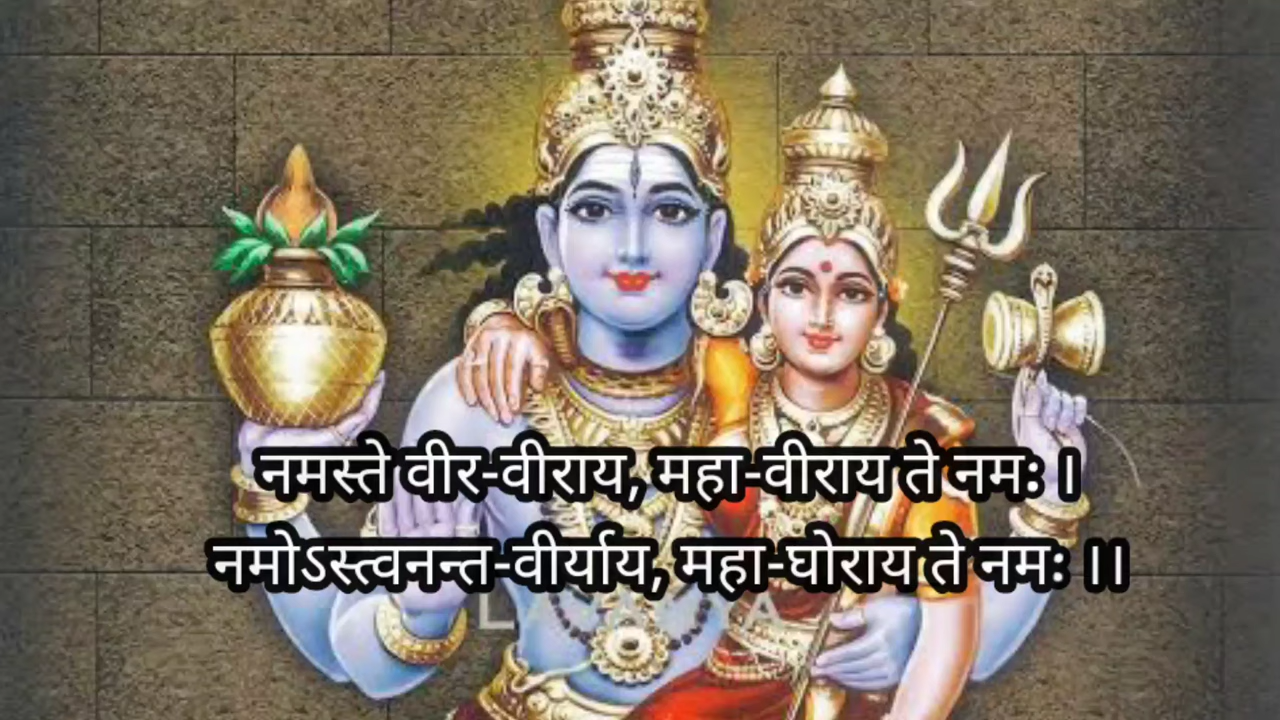 नमस्ते वीर-वीराय, महा-वीराय ते नमः ।
नमोऽस्त्वनन्त-वीर्याय, महा-घोराय ते नमः ।।